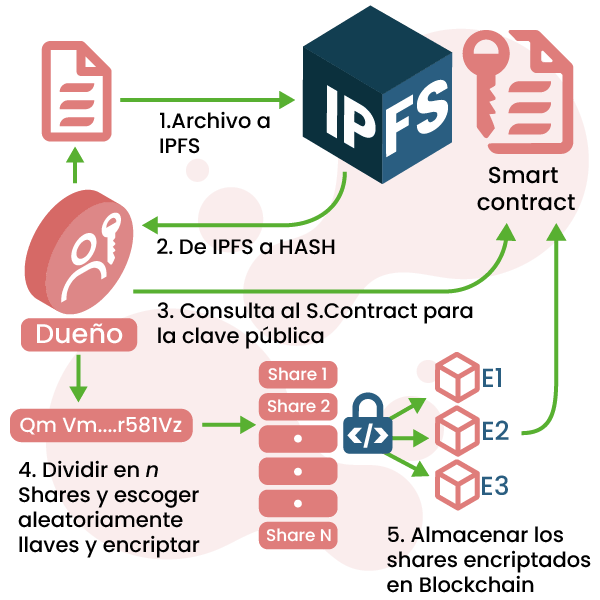 IPFS
1.Archivo a
IPFS
Smart
contract
2. De IPFS a HASH
3. Consulta al S.Contract para
la clave pública
Dueño
Qm Vm....r581Vz
4. Dividir en n
Shares y escoger
aleatoriamente
llaves y encriptar
Share 1
Share 2
Share N
</>
E1
E2
E3
5. Almacenar los
shares encriptados
en Blockchain